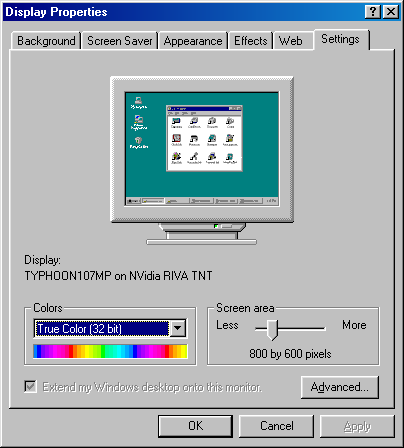 Display Properties
Background Screen Saver Appearance Effects Web Settings
Display:
TYPHOON107MP on NVidia RIVA TNT
Colors
True Color (32 bit)
Screen area
Less More
800 by 600 pixels
Extend my Windows desktop onto this monitor.
Advanced...
OK Cancel Apply